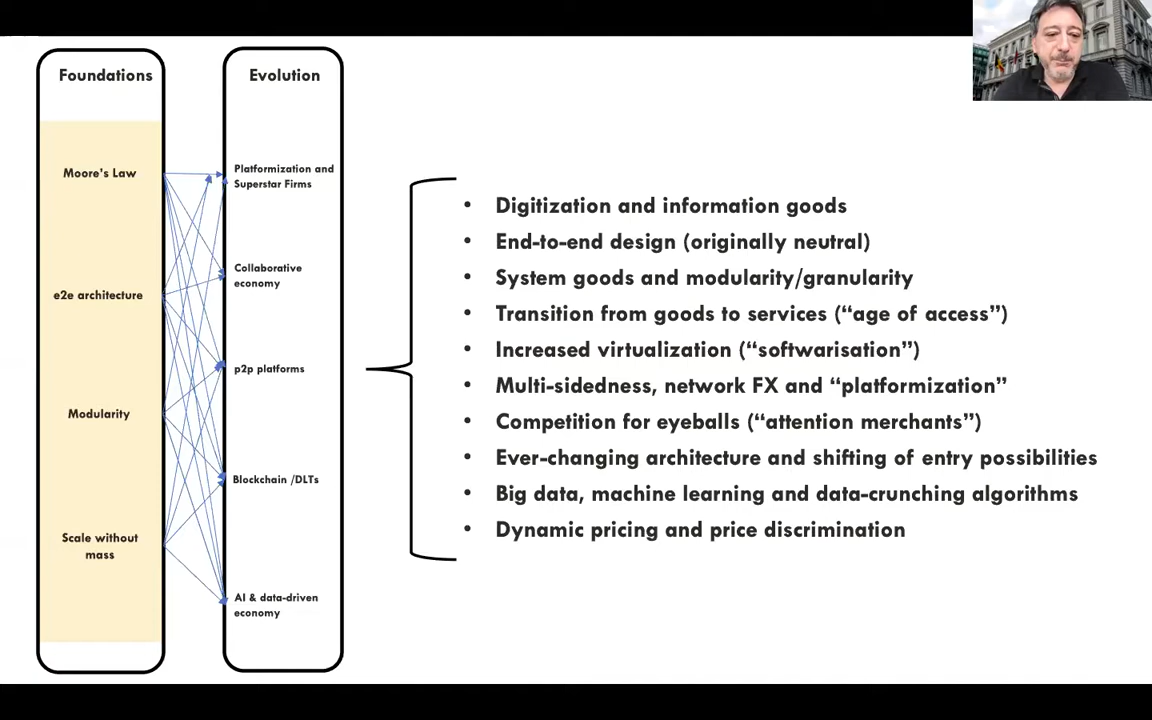 Foundations
Moore's Law
e2e architecture
Modularity
Scale without
mass
Evolution
Platformization and
Superstar Firms
Collaborative
economy
p2p platforms
Blockchain /DLTs
AI & data-driven
economy
• Digitization and information goods
• End-to-end design (originally neutral)
• System goods and modularity/granularity
• Transition from goods to services (“age of access”)
• Increased virtualization (“softwarisation”)
• Multi-sidedness, network FX and “platformization”
• Competition for eyeballs (“attention merchants”)
• Ever-changing architecture and shifting of entry possibilities
• Big data, machine learning and data-crunching algorithms
• Dynamic pricing and price discrimination